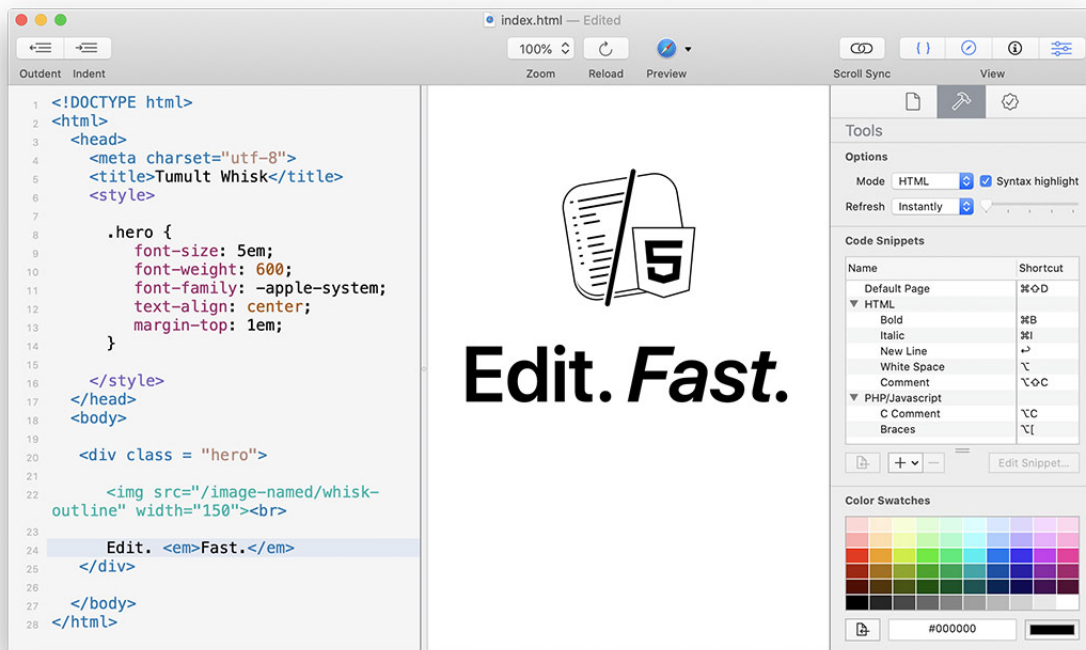 index.html — Edited
100%
Outdent Indent Zoom Reload Preview Scroll Sync View
1 <!DOCTYPE html>
2 <html>
3 <head>
4 <meta charset="utf-8">
5 <title>Tumult Whisk</title>
6 <style>
7
8 .hero {
9 font-size: 5em;
10 font-weight: 600;
11 font-family: -apple-system;
12 text-align: center;
13 margin-top: 1em;
14 }
15
16 </style>
17 </head>
18 <body>
19
20 <div class = "hero">
21
22 <img src="/image-named/whisk-
outline" width="150"><br>
23
24 Edit. <em>Fast.</em>
25 </div>
26
27 </body>
28 </html>
5
Edit. Fast.
Tools
Options
Mode HTML Syntax highlight
Refresh Instantly
Code Snippets
Name Shortcut
Default Page ⌘⇧D
HTML
Bold ⌘B
Italic ⌘I
New Line ↩
White Space ⌥
Comment ⌥⇧C
PHP/Javascript
C Comment ⌥C
Braces ⌥[
Edit Snippet...
Color Swatches
#000000